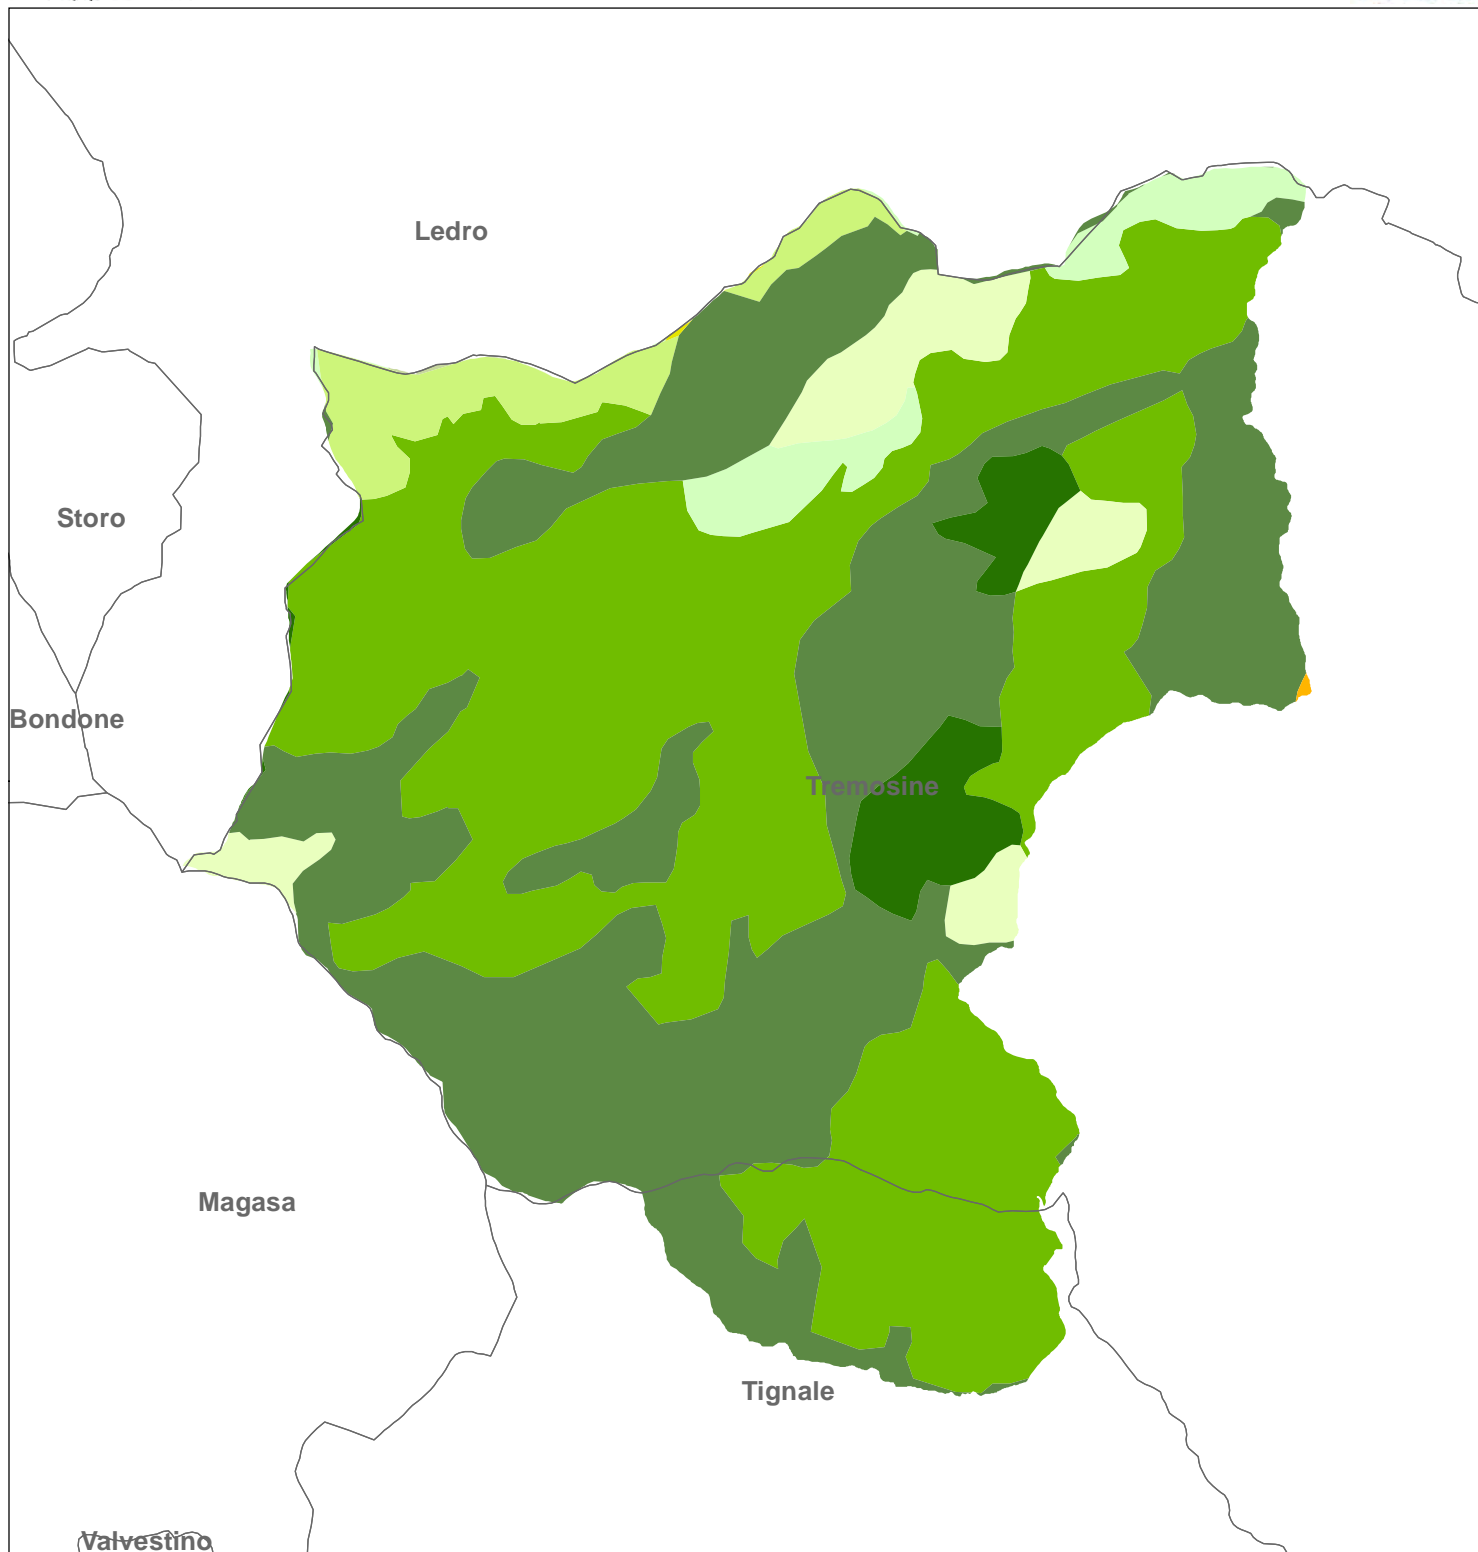 Ledro
Storo
Bondone
Tremosine
Magasa
Tignale
Valvestino